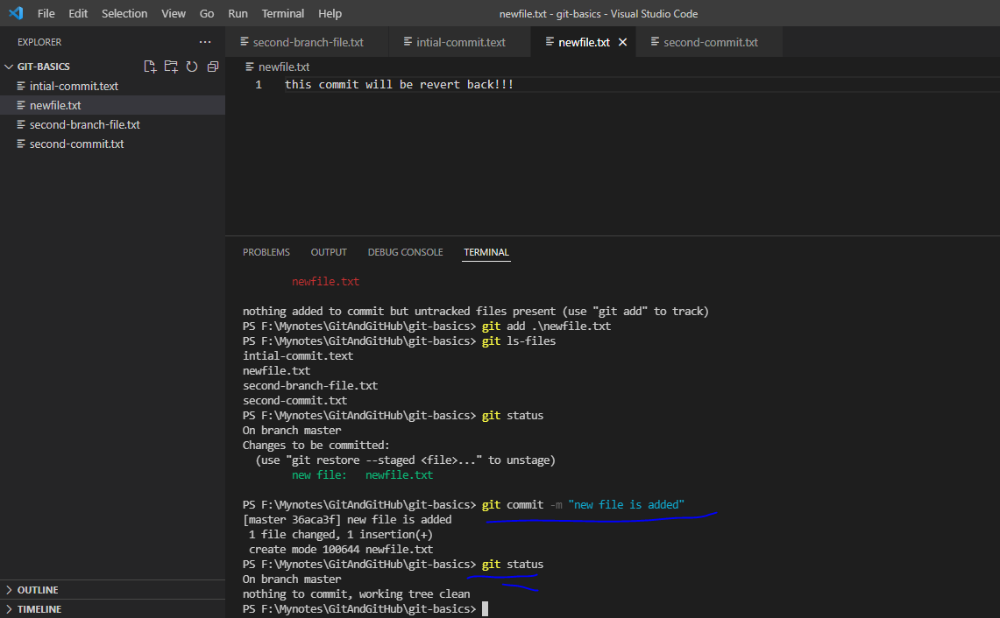 File Edit Selection View Go Run Terminal Help newfile.txt - git-basics - Visual Studio Code
EXPLORER ...
second-branch-file.txt intial-commit.text newfile.txt second-commit.txt
GIT-BASICS
newfile.txt
intial-commit.text
1 this commit will be revert back!!!
newfile.txt
second-branch-file.txt
second-commit.txt
PROBLEMS OUTPUT DEBUG CONSOLE TERMINAL
newfile.txt
nothing added to commit but untracked files present (use "git add" to track)
PS F:\Mynotes\GitAndGitHub\git-basics> git add .\newfile.txt
PS F:\Mynotes\GitAndGitHub\git-basics> git ls-files
intial-commit.text
newfile.txt
second-branch-file.txt
second-commit.txt
PS F:\Mynotes\GitAndGitHub\git-basics> git status
On branch master
Changes to be committed:
(use "git restore --staged <file>..." to unstage)
new file: newfile.txt
PS F:\Mynotes\GitAndGitHub\git-basics> git commit -m "new file is added"
[master 36aca3f] new file is added
1 file changed, 1 insertion(+)
create mode 100644 newfile.txt
PS F:\Mynotes\GitAndGitHub\git-basics> git status
On branch master
nothing to commit, working tree clean
PS F:\Mynotes\GitAndGitHub\git-basics>
OUTLINE
TIMELINE